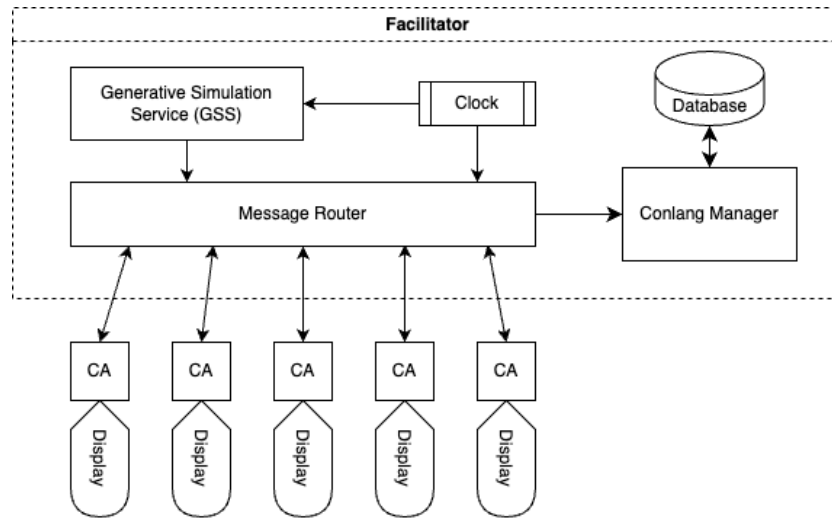 Facilitator
Generative Simulation
Service (GSS)
Clock
Database
Message Router
Conlang Manager
CA
CA
CA
CA
CA
Display
Display
Display
Display
Display